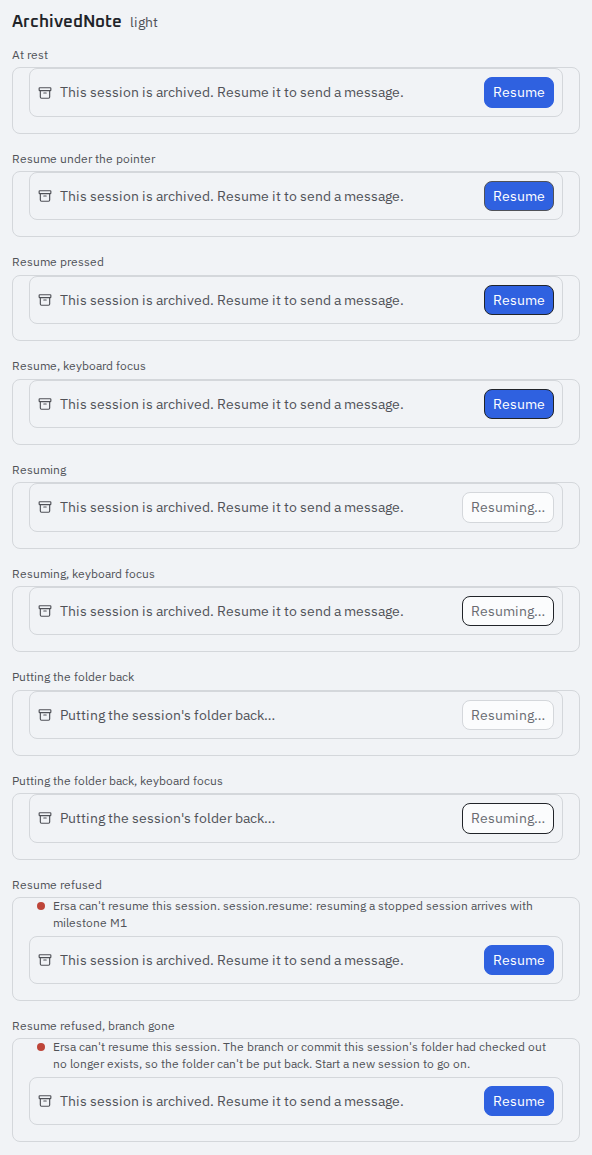 ArchivedNote light
At rest
This session is archived. Resume it to send a message. Resume
Resume under the pointer
This session is archived. Resume it to send a message. Resume
Resume pressed
This session is archived. Resume it to send a message. Resume
Resume, keyboard focus
This session is archived. Resume it to send a message. Resume
Resuming
This session is archived. Resume it to send a message. Resuming...
Resuming, keyboard focus
This session is archived. Resume it to send a message. Resuming...
Putting the folder back
Putting the session's folder back... Resuming...
Putting the folder back, keyboard focus
Putting the session's folder back... Resuming...
Resume refused
Ersa can't resume this session. session.resume: resuming a stopped session arrives with
milestone M1
This session is archived. Resume it to send a message. Resume
Resume refused, branch gone
Ersa can't resume this session. The branch or commit this session's folder had checked out
no longer exists, so the folder can't be put back. Start a new session to go on.
This session is archived. Resume it to send a message. Resume